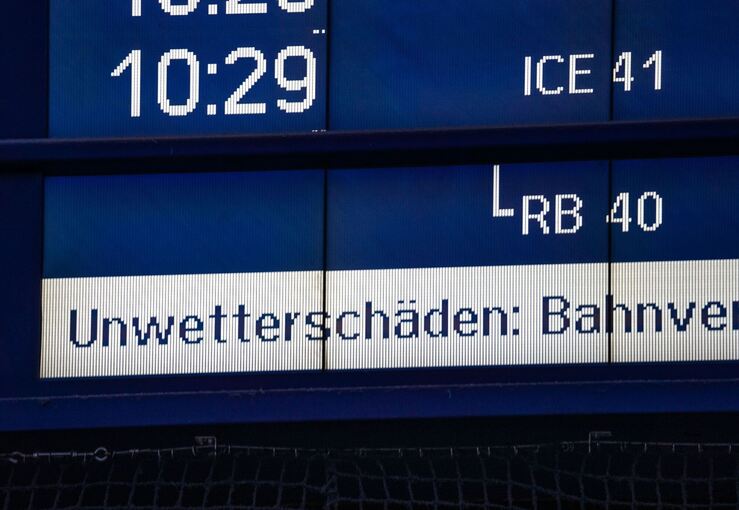 10:29 ICE 41
RB 40
Unwetterschäden: Bahnver